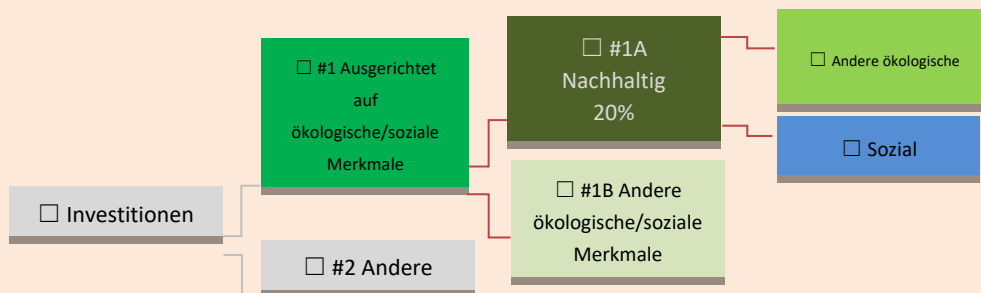 ☐ Investitionen
☐ #1 Ausgerichtet
auf
ökologische/soziale
Merkmale
☐ #2 Andere
☐ #1A
Nachhaltig
20%
☐ #1B Andere
ökologische/soziale
Merkmale
☐ Andere ökologische
☐ Sozial